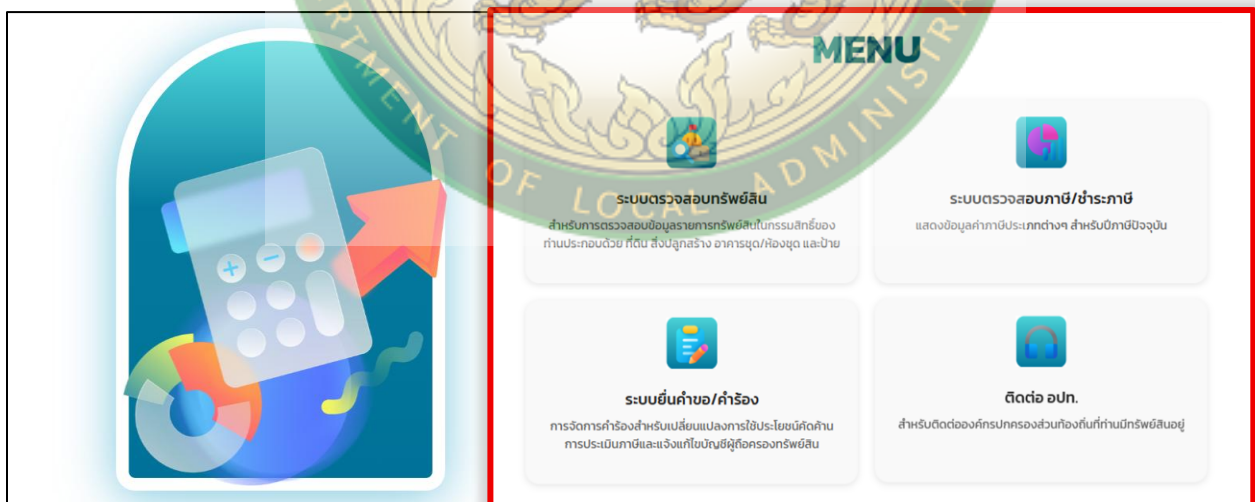 DEPARTMENT OF LOCAL ADMINISTR
MENU
ระบบตรวจสอบทรัพย์สิน
สำหรับการตรวจสอบข้อมูลรายการทรัพย์สินในกรรมสิทธิ์ของ
ท่านประกอบด้วย ที่ดิน สิ่งปลูกสร้าง อาคารชุด/ห้องชุด และป้าย
ระบบตรวจสอบภาษี/ชำระภาษี
แสดงข้อมูลค่าภาษีประเภทต่างๆ สำหรับปีภาษีปัจจุบัน
ระบบยื่นคำขอ/คำร้อง
การจัดการคำร้องสำหรับเปลี่ยนแปลงการใช้ประโยชน์คัดค้าน
การประเมินภาษีและแจ้งแก้ไขบัญชีผู้ถือครองทรัพย์สิน
ติดต่อ อปท.
สำหรับติดต่อองค์กรปกครองส่วนท้องถิ่นที่ท่านมีทรัพย์สินอยู่